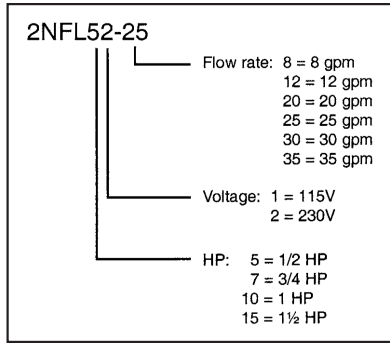 2NFL52-25
Flow rate: 8 = 8 gpm
12 = 12 gpm
20 = 20 gpm
25 = 25 gpm
30 = 30 gpm
35 = 35 gpm
Voltage: 1 = 115V
2 = 230V
HP: 5 = 1/2 HP
7 = 3/4 HP
10 = 1 HP
15 = 1½ HP